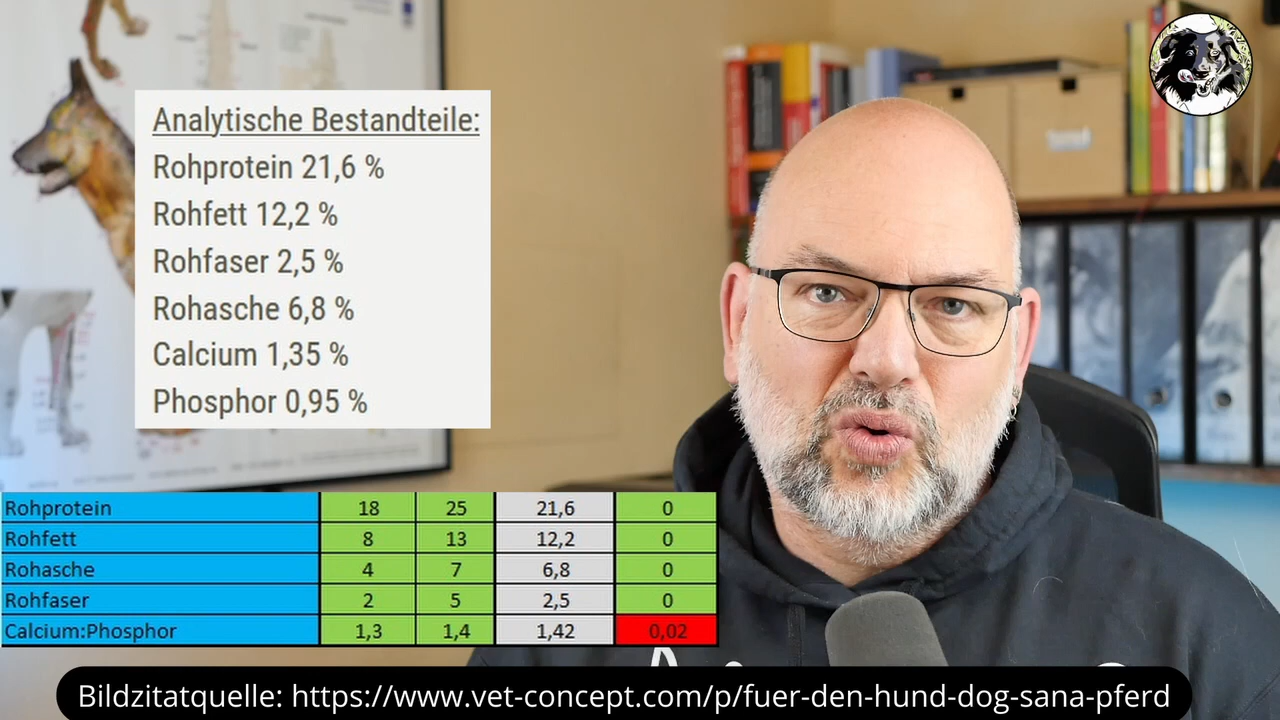 Analytische Bestandteile:
Rohprotein 21,6 %
Rohfett 12,2 %
Rohfaser 2,5 %
Rohasche 6,8 %
Calcium 1,35 %
Phosphor 0,95 %
Rohprotein 18 25 21,6 0
Rohfett 8 13 12,2 0
Rohasche 4 7 6,8 0
Rohfaser 2 5 2,5 0
Calcium:Phosphor 1,3 1,4 1,42 0,02
Bildzitatquelle: https://www.vet-concept.com/p/fuer-den-hund-dog-sana-pferd